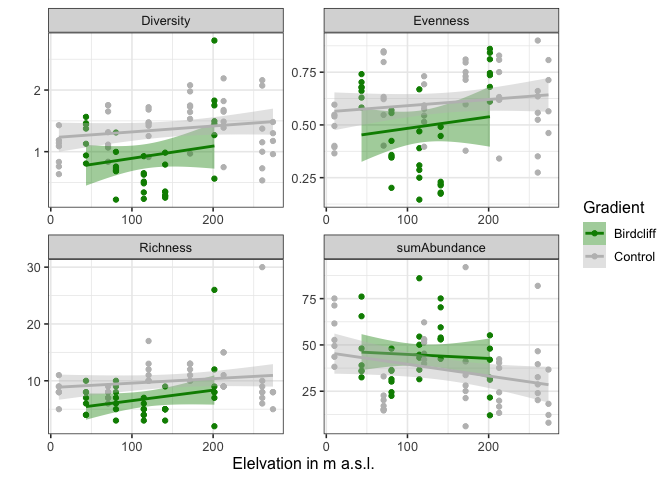 Diversity
Evenness
2
1
0.75
0.50
0.25
0 100 200
0 100 200
Gradient
Birdcliff
Control
Richness
sumAbundance
30
20
10
75
50
25
0 100 200
0 100 200
Elelvation in m a.s.l.